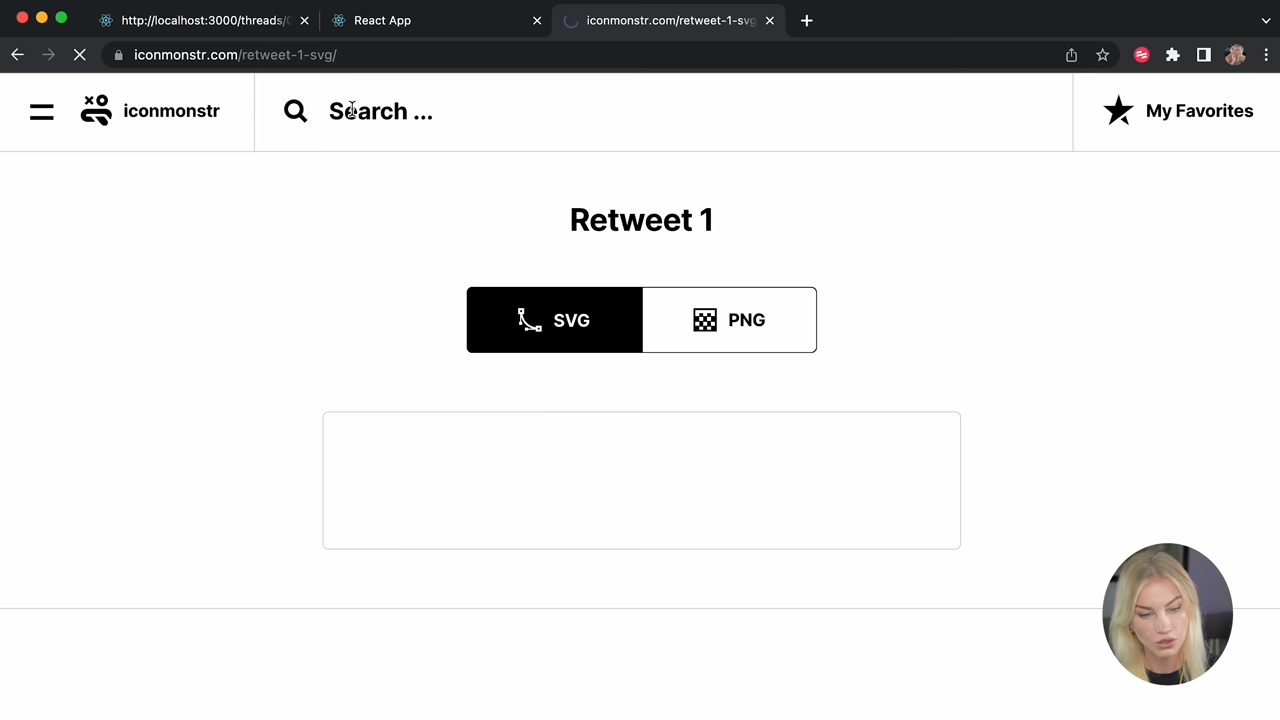 http://localhost:3000/threads/
React App
iconmonstr.com/retweet-1-svg
iconmonstr.com/retweet-1-svg/
iconmonstr
Search ...
My Favorites
Retweet 1
SVG
PNG